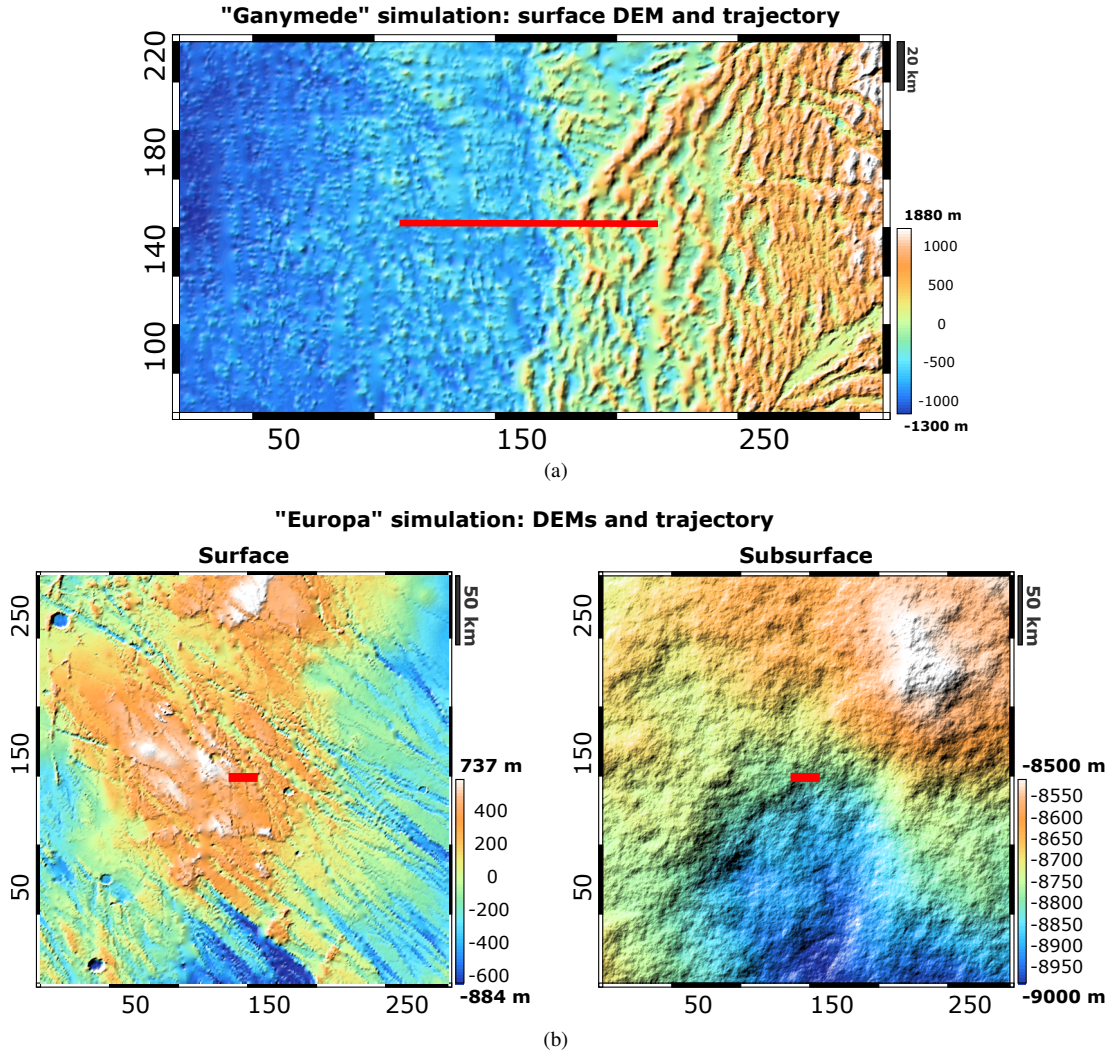 "Ganymede" simulation: surface DEM and trajectory
220
180
140
100
50
150
250
20 km
1880 m
1000
500
0
-500
-1000
-1300 m
(a)
"Europa" simulation: DEMs and trajectory
Surface
250
150
50
50
150
250
50 km
737 m
600
400
200
0
-200
-400
-600
-884 m
Subsurface
250
150
50
50
150
250
50 km
-8500 m
-8550
-8600
-8650
-8700
-8750
-8800
-8850
-8900
-8950
-9000 m
(b)